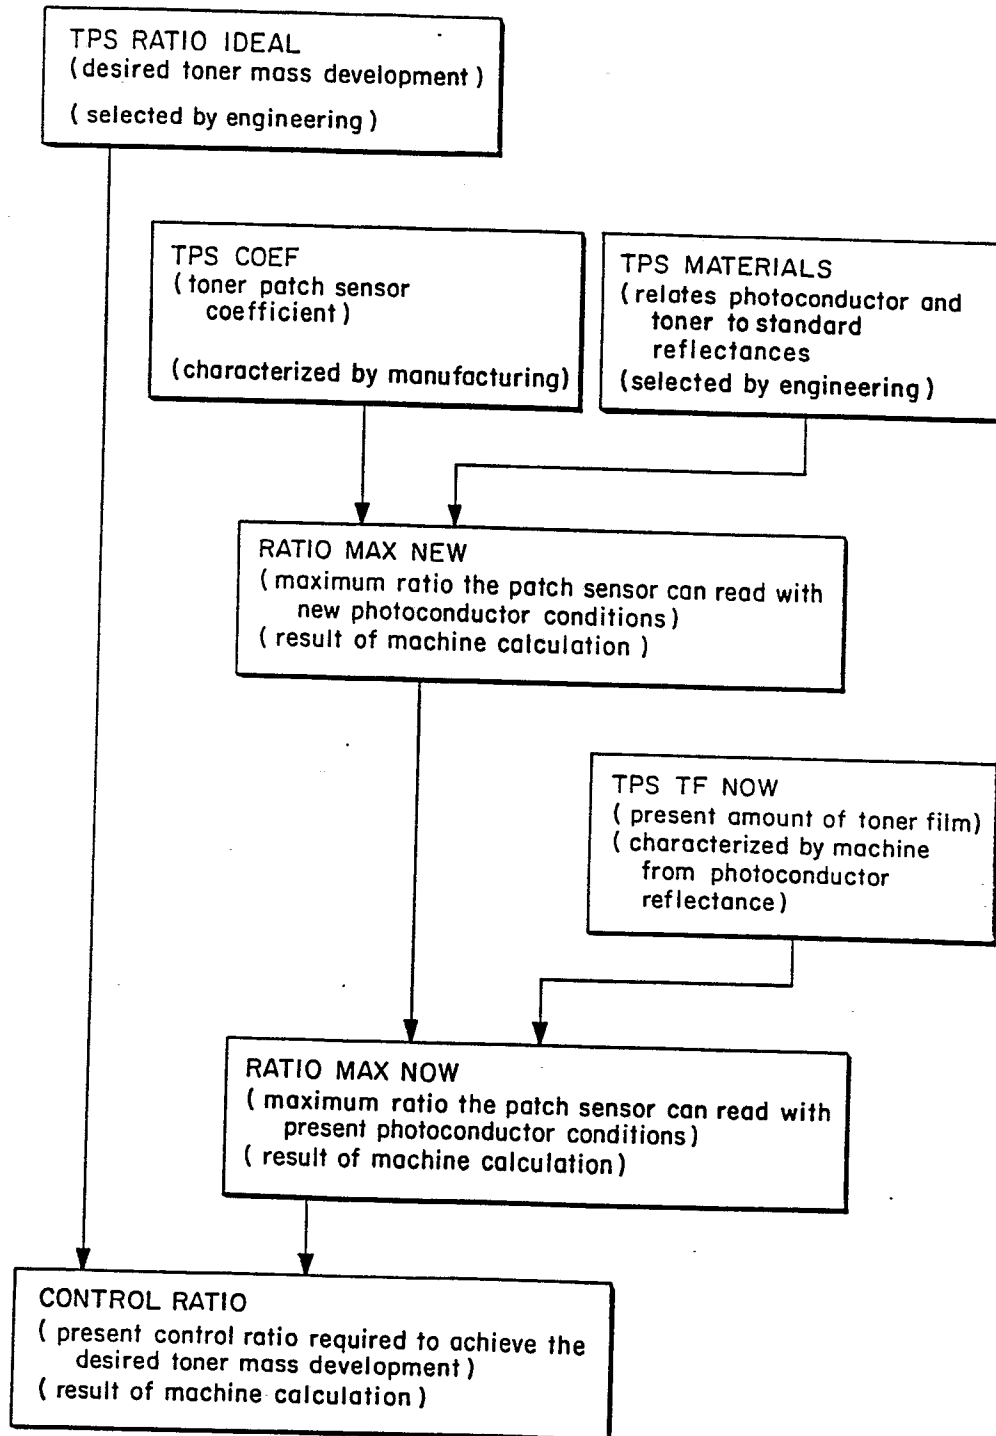 TPS RATIO IDEAL
(desired toner mass development)
(selected by engineering)
TPS COEF
(toner patch sensor
coefficient)
(characterized by manufacturing)
TPS MATERIALS
(relates photoconductor and
toner to standard
reflectances
(selected by engineering)
RATIO MAX NEW
(maximum ratio the patch sensor can read with
new photoconductor conditions)
(result of machine calculation)
TPS TF NOW
(present amount of toner film)
(characterized by machine
from photoconductor
reflectance)
RATIO MAX NOW
(maximum ratio the patch sensor can read with
present photoconductor conditions)
(result of machine calculation)
CONTROL RATIO
(present control ratio required to achieve the
desired toner mass development)
(result of machine calculation)